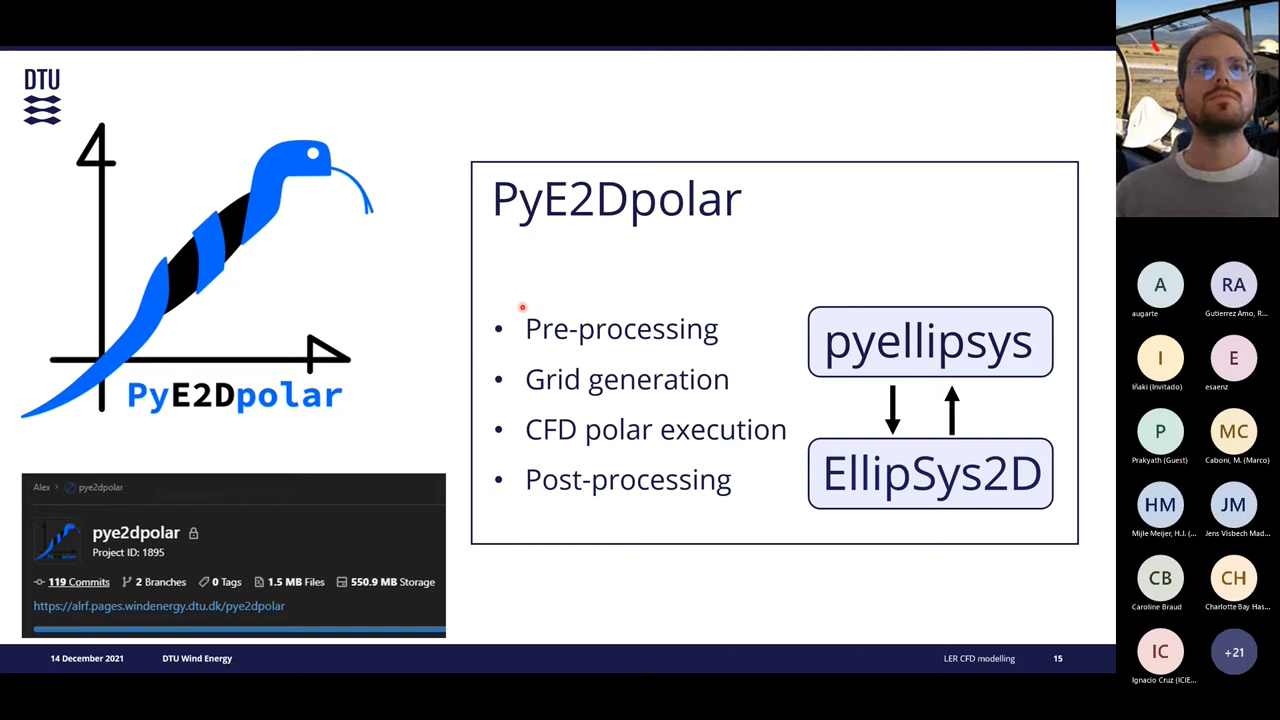 DTU
PyE2Dpolar
PyE2Dpolar
• Pre-processing
• Grid generation
• CFD polar execution
• Post-processing
pyellipsys
EllipSys2D
Alex > pye2dpolar
pye2dpolar
Project ID: 1895
119 Commits 2 Branches 0 Tags 1.5 MB Files 550.9 MB Storage
https://alrf.pages.windenergy.dtu.dk/pye2dpolar
14 December 2021 DTU Wind Energy LER CFD modelling 15
A RA
augarte Gutierrez Amo, R...
I E
Iñaki (Invitado) esaenz
P MC
Prakyath (Guest) Caboni, M. (Marco)
HM JM
Mijle Meijer, H.J. (... Jens Visbech Mad...
CB CH
Caroline Braud Charlotte Bay Has...
IC +21
Ignacio Cruz (ICIE...